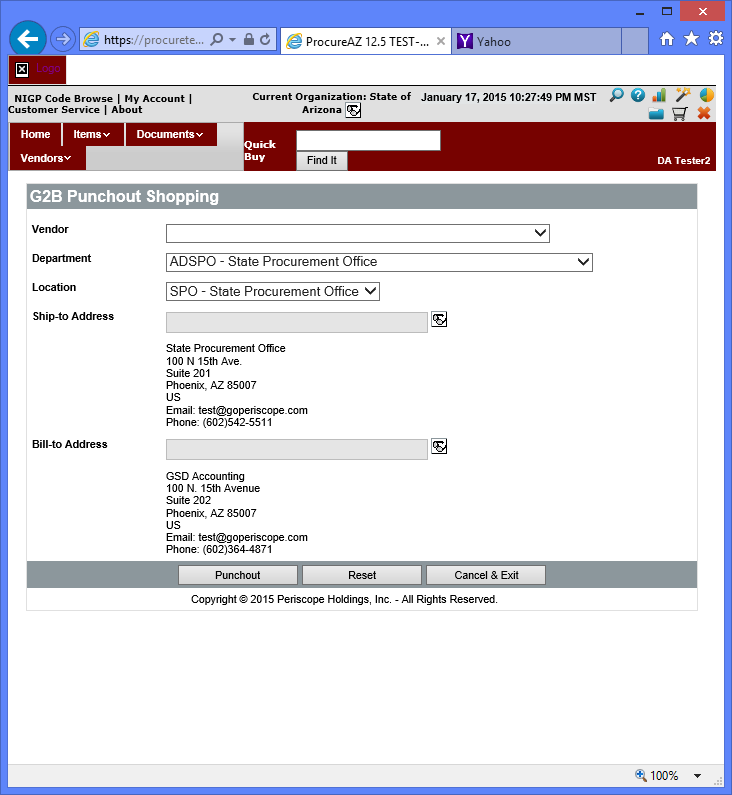 https://procurete...
ProcureAZ 12.5 TEST-...
Yahoo
Logo
NIGP Code Browse | My Account |
Customer Service | About
Current Organization: State of
Arizona
January 17, 2015 10:27:49 PM MST
Home
Items
Documents
Vendors
Quick
Buy
Find It
DA Tester2
G2B Punchout Shopping
Vendor
Department
ADSPO - State Procurement Office
Location
SPO - State Procurement Office
Ship-to Address
State Procurement Office
100 N 15th Ave.
Suite 201
Phoenix, AZ 85007
US
Email: test@goperiscope.com
Phone: (602)542-5511
Bill-to Address
GSD Accounting
100 N. 15th Avenue
Suite 202
Phoenix, AZ 85007
US
Email: test@goperiscope.com
Phone: (602)364-4871
Punchout
Reset
Cancel & Exit
Copyright © 2015 Periscope Holdings, Inc. - All Rights Reserved.
100%